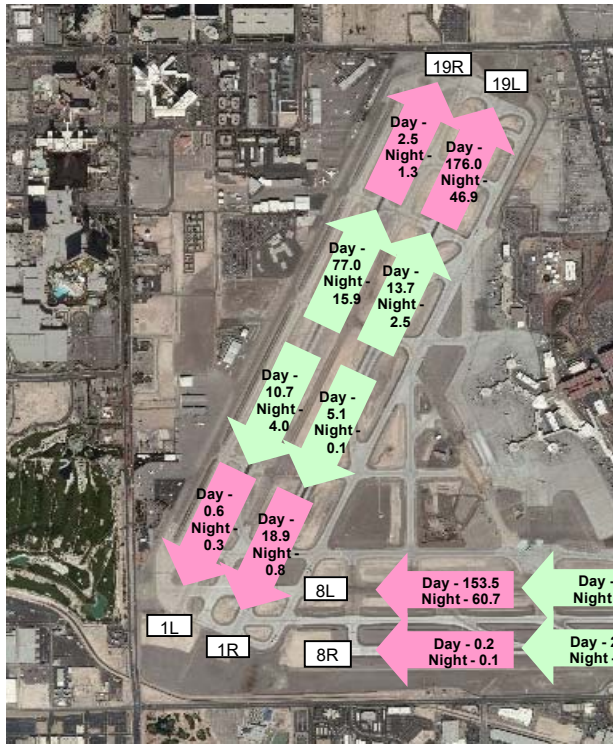 19R
19L
Day -
2.5
Night -
1.3
Day -
176.0
Night -
46.9
Day -
77.0
Night -
15.9
Day -
13.7
Night -
2.5
Day -
10.7
Night -
4.0
Day -
5.1
Night -
0.1
Day -
0.6
Night -
0.3
Day -
18.9
Night -
0.8
8L
Day - 153.5
Night - 60.7
Day -
Night
1L
1R
8R
Day - 0.2
Night - 0.1
Day - 2
Night -